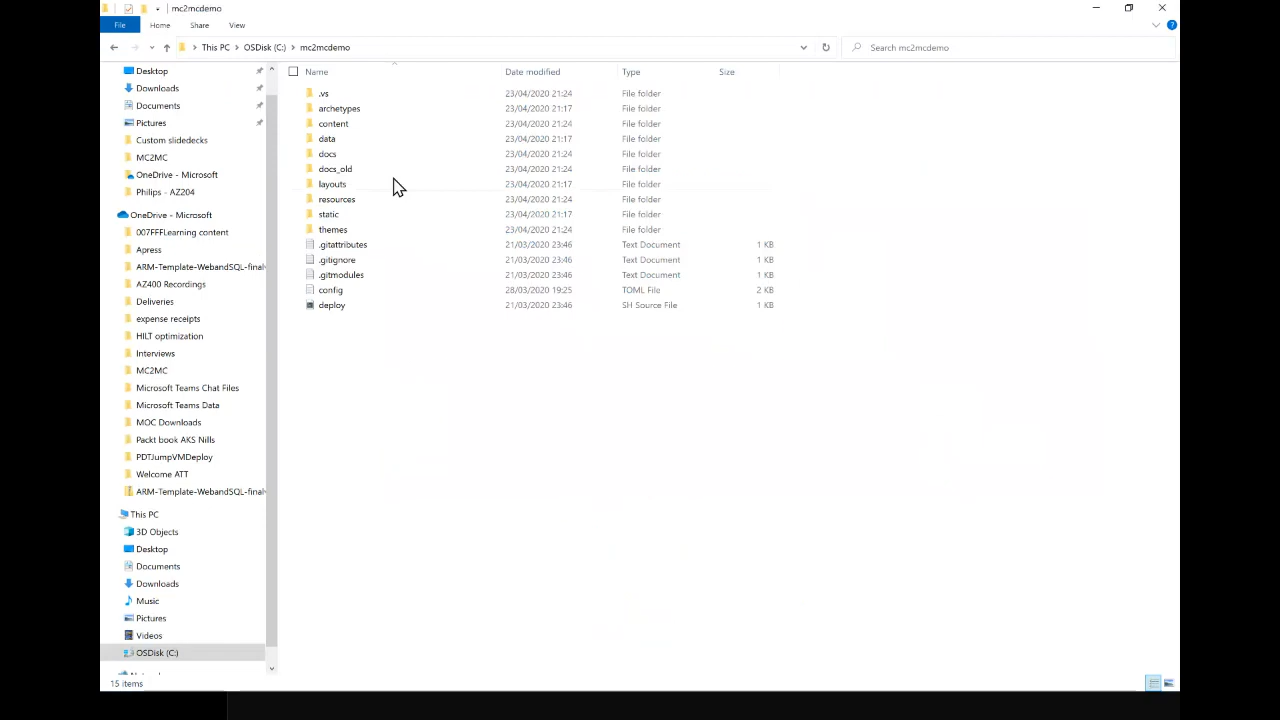 mc2mcdemo
File Home Share View
This PC OSDisk (C:) mc2mcdemo Search mc2mcdemo
Name Date modified Type Size
Desktop
Downloads
Documents
Pictures
Custom slidedecks
MC2MC
OneDrive - Microsoft
Philips - AZ204
OneDrive - Microsoft
007FFFLearning content
Apress
ARM-Template-WebandSQL-final
AZ400 Recordings
Deliveries
expense receipts
HILT optimization
Interviews
MC2MC
Microsoft Teams Chat Files
Microsoft Teams Data
MOC Downloads
Packt book AKS Nills
PDTJumpVMDeploy
Welcome ATT
ARM-Template-WebandSQL-final
This PC
3D Objects
Desktop
Documents
Downloads
Music
Pictures
Videos
OSDisk (C:)
.vs 23/04/2020 21:24 File folder
archetypes 23/04/2020 21:17 File folder
content 23/04/2020 21:24 File folder
data 23/04/2020 21:17 File folder
docs 23/04/2020 21:24 File folder
docs_old 23/04/2020 21:24 File folder
layouts 23/04/2020 21:17 File folder
resources 23/04/2020 21:24 File folder
static 23/04/2020 21:17 File folder
themes 23/04/2020 21:24 File folder
.gitattributes 21/03/2020 23:46 Text Document 1 KB
.gitignore 21/03/2020 23:46 Text Document 1 KB
.gitmodules 21/03/2020 23:46 Text Document 1 KB
config 28/03/2020 19:25 TOML File 2 KB
deploy 21/03/2020 23:46 SH Source File 1 KB
15 items